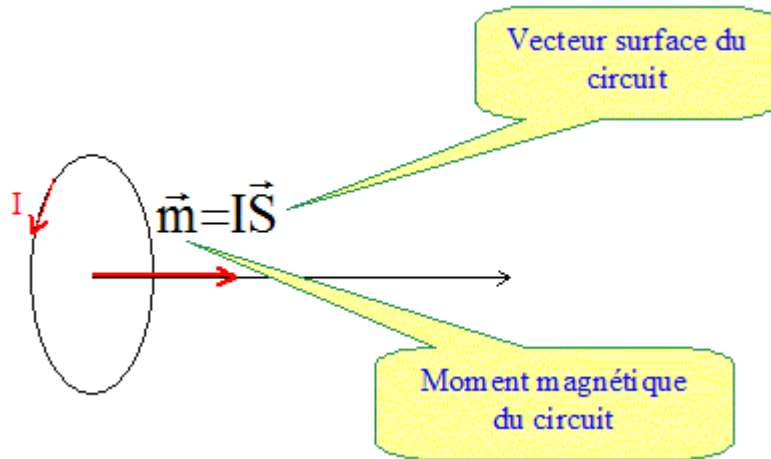 Vecteur surface du
circuit
I
m⃗=IS⃗
Moment magnétique
du circuit